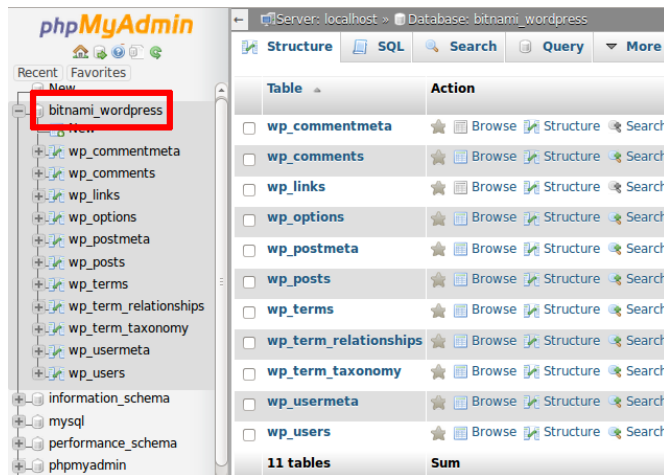 phpMyAdmin
Recent Favorites
New
bitnami_wordpress
New
wp_commentmeta
wp_comments
wp_links
wp_options
wp_postmeta
wp_posts
wp_terms
wp_term_relationships
wp_term_taxonomy
wp_usermeta
wp_users
information_schema
mysql
performance_schema
phpmyadmin
Server: localhost » Database: bitnami_wordpress
Structure SQL Search Query More
Table Action
wp_commentmeta Browse Structure Search
wp_comments Browse Structure Search
wp_links Browse Structure Search
wp_options Browse Structure Search
wp_postmeta Browse Structure Search
wp_posts Browse Structure Search
wp_terms Browse Structure Search
wp_term_relationships Browse Structure Search
wp_term_taxonomy Browse Structure Search
wp_usermeta Browse Structure Search
wp_users Browse Structure Search
11 tables Sum